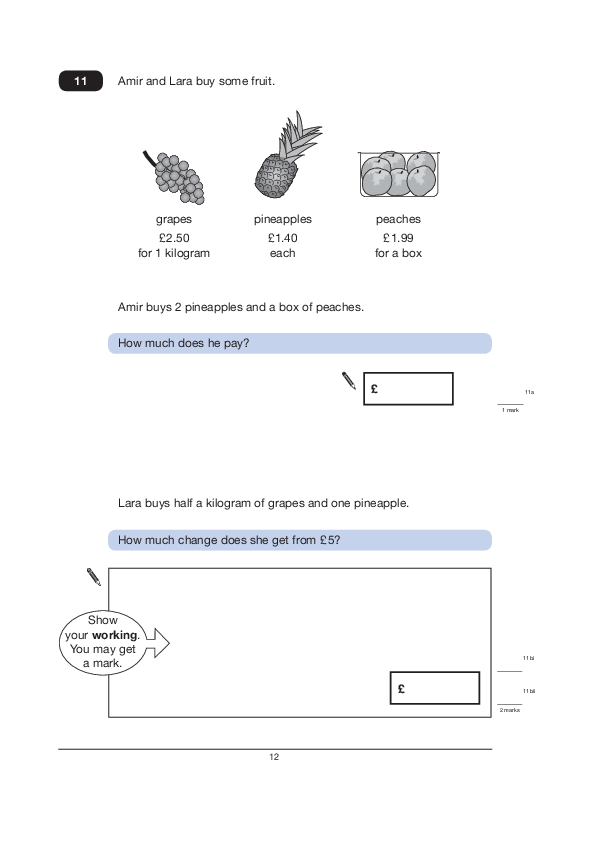 11
Amir and Lara buy some fruit.
grapes
£2.50
for 1 kilogram
pineapples
£1.40
each
peaches
£1.99
for a box
Amir buys 2 pineapples and a box of peaches.
How much does he pay?
£
11a
1 mark
Lara buys half a kilogram of grapes and one pineapple.
How much change does she get from £5?
Show
your working.
You may get
a mark.
£
11bi
11bii
2 marks
12